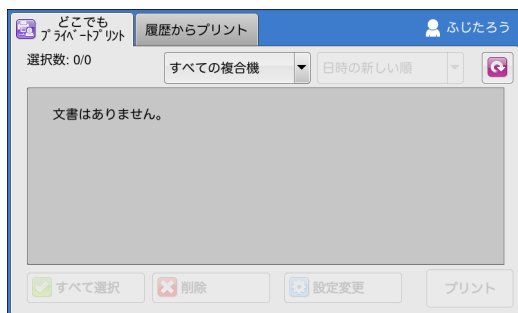 どこでも
プライベートプリント
履歴からプリント
ふじたろう
選択数: 0/0
すべての複合機
日時の新しい順
文書はありません。
すべて選択
削除
設定変更
プリント